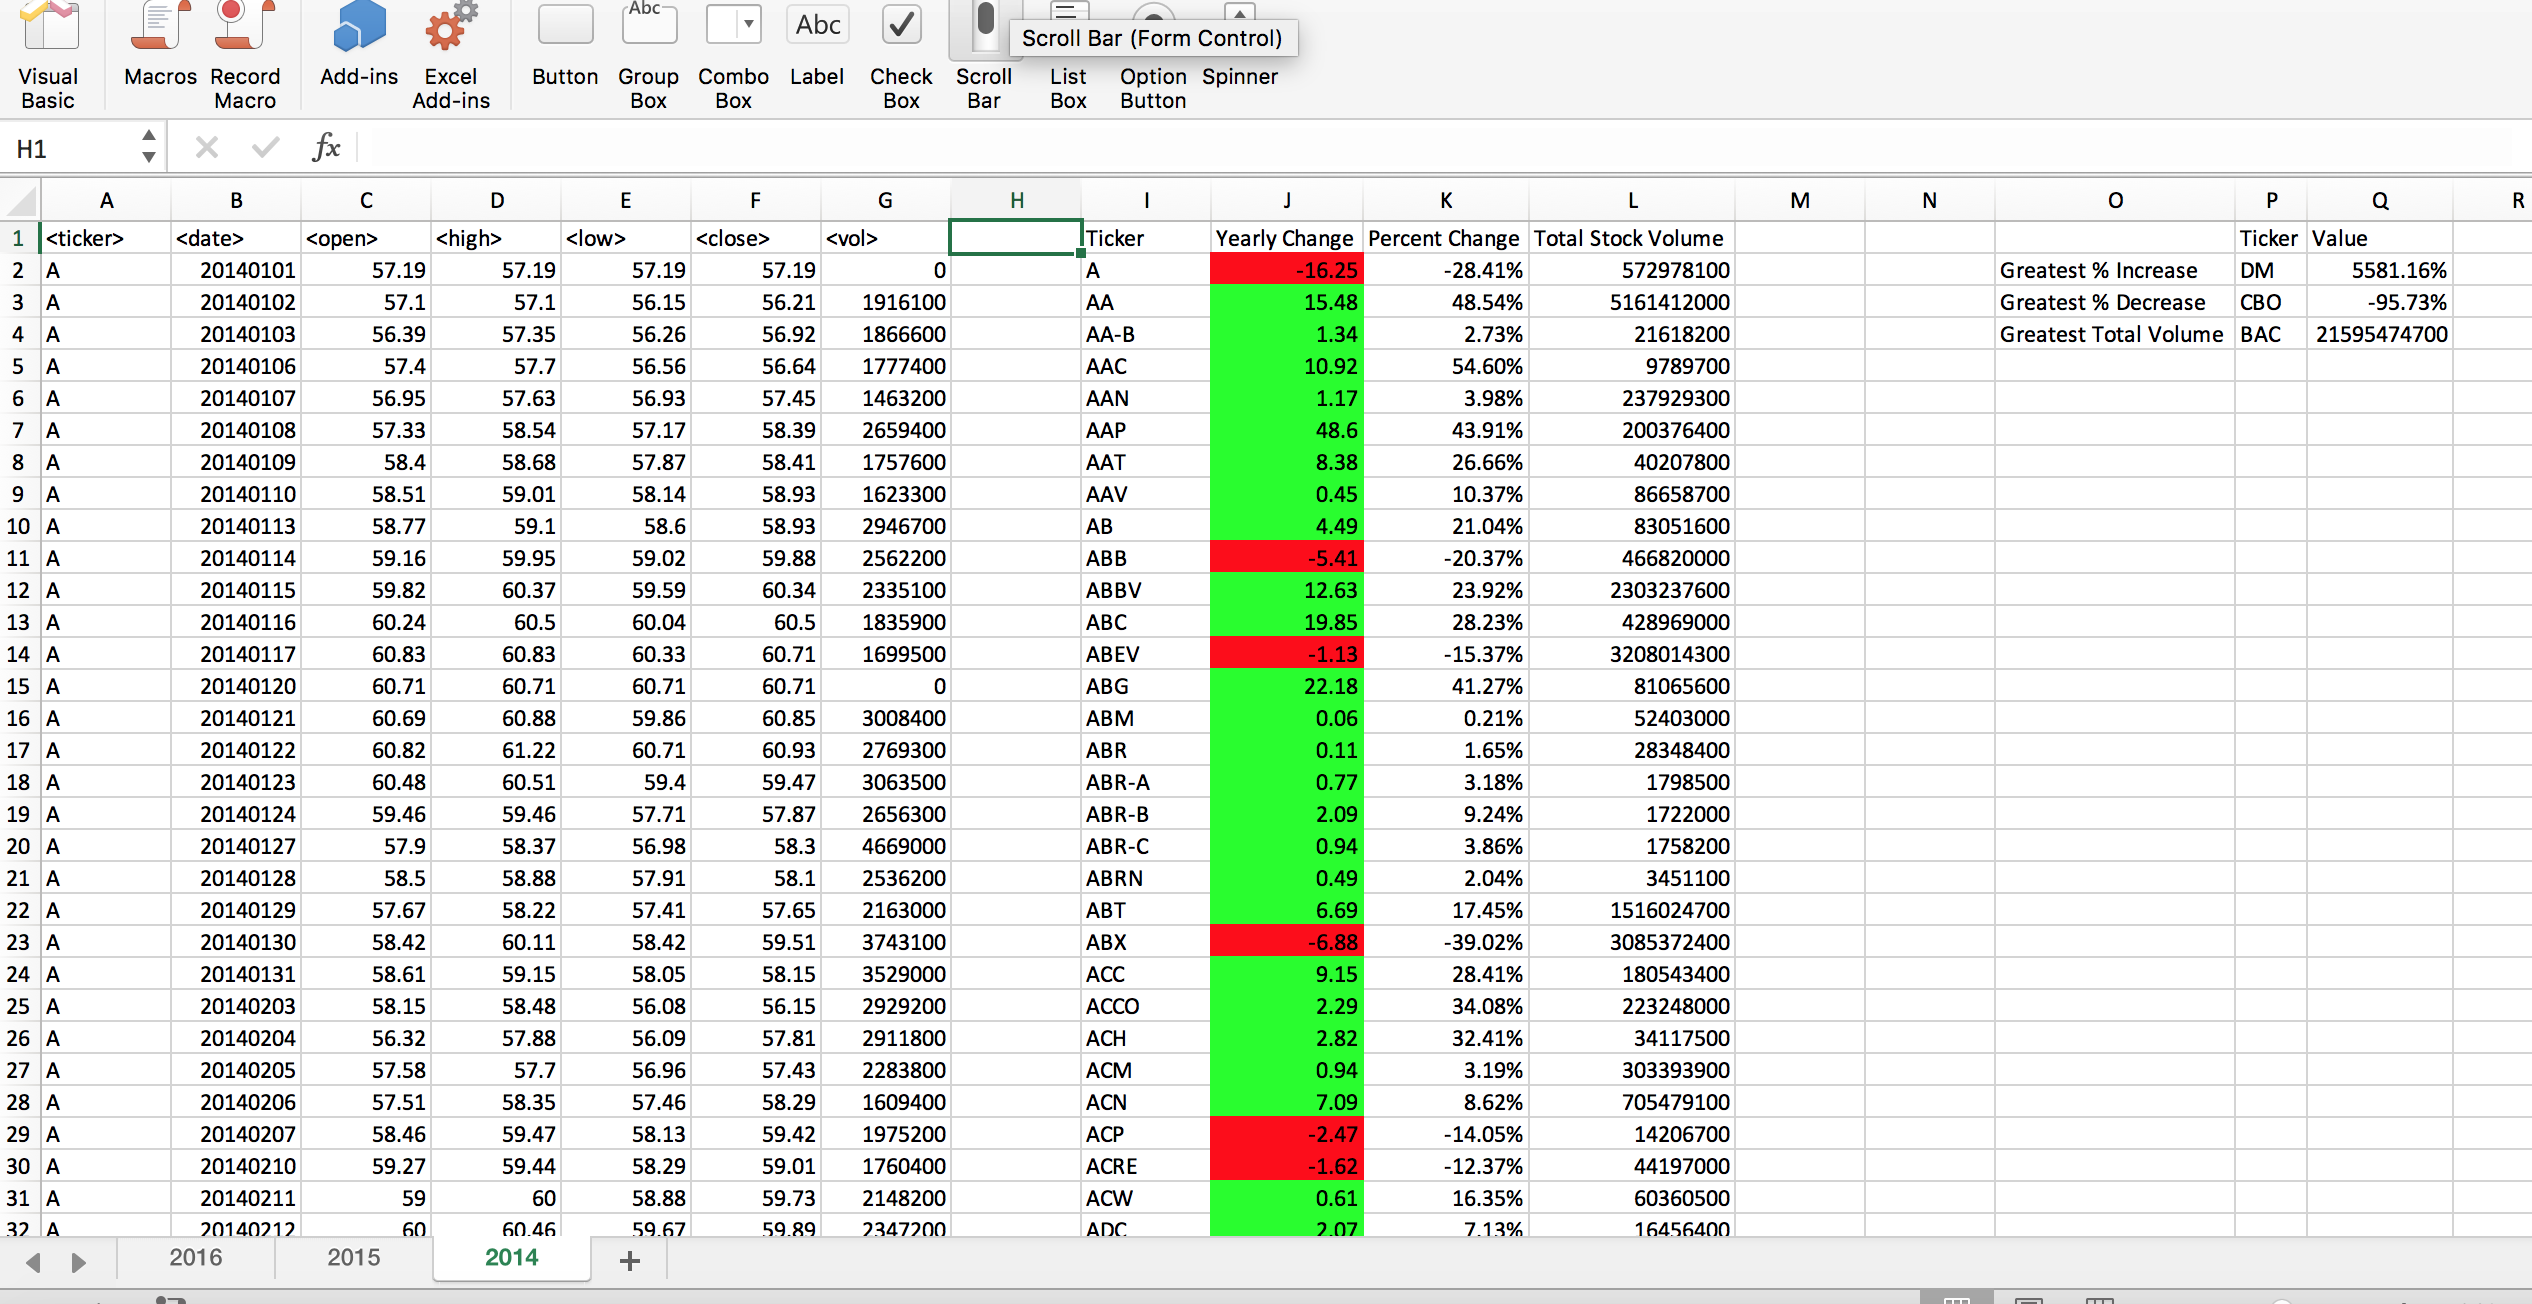 Abc
Abc
Scroll Bar (Form Control)
Visual Basic Macros Record Macro Add-ins Excel Add-ins Button Group Box Combo Box Label Check Box Scroll Bar List Box Option Button Spinner
H1 fx
A B C D E F G H I J K L M N O P Q R
1 <ticker> <date> <open> <high> <low> <close> <vol> Ticker Yearly Change Percent Change Total Stock Volume Ticker Value
2 A 20140101 57.19 57.19 57.19 57.19 0 A -16.25 -28.41% 572978100 Greatest % Increase DM 5581.16%
3 A 20140102 57.1 57.1 56.15 56.21 1916100 AA 15.48 48.54% 5161412000 Greatest % Decrease CBO -95.73%
4 A 20140103 56.39 57.35 56.26 56.92 1866600 AA-B 1.34 2.73% 21618200 Greatest Total Volume BAC 21595474700
5 A 20140106 57.4 57.7 56.56 56.64 1777400 AAC 10.92 54.60% 9789700
6 A 20140107 56.95 57.63 56.93 57.45 1463200 AAN 1.17 3.98% 237929300
7 A 20140108 57.33 58.54 57.17 58.39 2659400 AAP 48.6 43.91% 200376400
8 A 20140109 58.4 58.68 57.87 58.41 1757600 AAT 8.38 26.66% 40207800
9 A 20140110 58.51 59.01 58.14 58.93 1623300 AAV 0.45 10.37% 86658700
10 A 20140113 58.77 59.1 58.6 58.93 2946700 AB 4.49 21.04% 83051600
11 A 20140114 59.16 59.95 59.02 59.88 2562200 ABB -5.41 -20.37% 466820000
12 A 20140115 59.82 60.37 59.59 60.34 2335100 ABBV 12.63 23.92% 2303237600
13 A 20140116 60.24 60.5 60.04 60.5 1835900 ABC 19.85 28.23% 428969000
14 A 20140117 60.83 60.83 60.33 60.71 1699500 ABEV -1.13 -15.37% 3208014300
15 A 20140120 60.71 60.71 60.71 60.71 0 ABG 22.18 41.27% 81065600
16 A 20140121 60.69 60.88 59.86 60.85 3008400 ABM 0.06 0.21% 52403000
17 A 20140122 60.82 61.22 60.71 60.93 2769300 ABR 0.11 1.65% 28348400
18 A 20140123 60.48 60.51 59.4 59.47 3063500 ABR-A 0.77 3.18% 1798500
19 A 20140124 59.46 59.46 57.71 57.87 2656300 ABR-B 2.09 9.24% 1722000
20 A 20140127 57.9 58.37 56.98 58.3 4669000 ABR-C 0.94 3.86% 1758200
21 A 20140128 58.5 58.88 57.91 58.1 2536200 ABRN 0.49 2.04% 3451100
22 A 20140129 57.67 58.22 57.41 57.65 2163000 ABT 6.69 17.45% 1516024700
23 A 20140130 58.42 60.11 58.42 59.51 3743100 ABX -6.88 -39.02% 3085372400
24 A 20140131 58.61 59.15 58.05 58.15 3529000 ACC 9.15 28.41% 180543400
25 A 20140203 58.15 58.48 56.08 56.15 2929200 ACCO 2.29 34.08% 223248000
26 A 20140204 56.32 57.88 56.09 57.81 2911800 ACH 2.82 32.41% 34117500
27 A 20140205 57.58 57.7 56.96 57.43 2283800 ACM 0.94 3.19% 303393900
28 A 20140206 57.51 58.35 57.46 58.29 1609400 ACN 7.09 8.62% 705479100
29 A 20140207 58.46 59.47 58.13 59.42 1975200 ACP -2.47 -14.05% 14206700
30 A 20140210 59.27 59.44 58.29 59.01 1760400 ACRE -1.62 -12.37% 44197000
31 A 20140211 59 60 58.88 59.73 2148200 ACW 0.61 16.35% 60360500
32 A 20140212 60 60.46 59.67 59.89 2347200 ADC 2.07 7.13% 16456400
2016 2015 2014 +